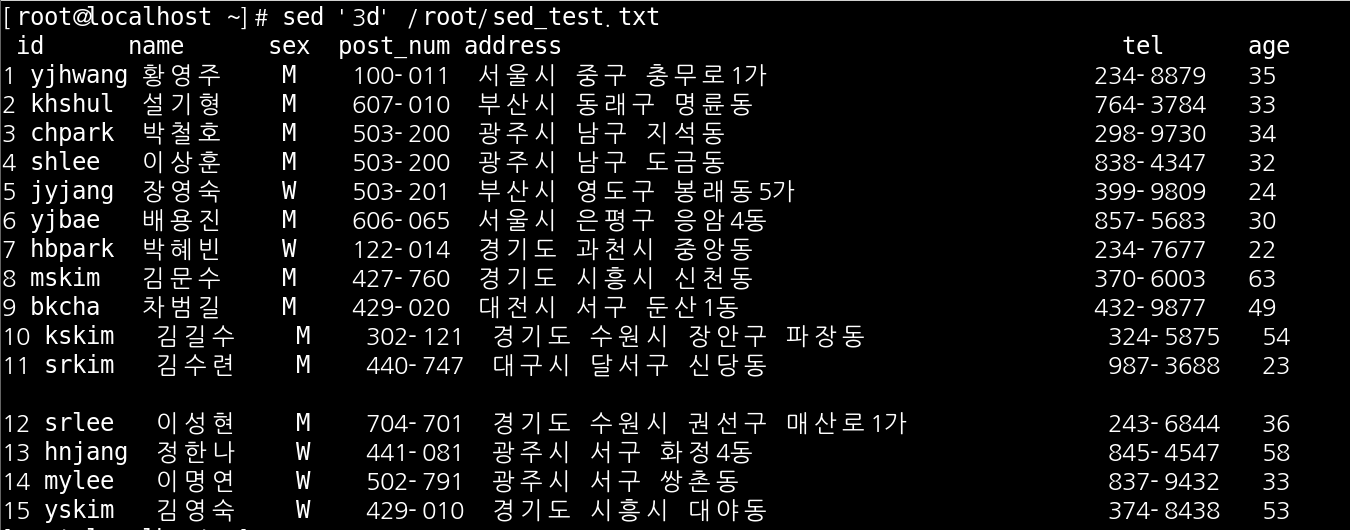 [root@localhost ~]# sed '3d' /root/sed_test.txt
id name sex post_num address tel age
1 yjhwang 황영주 M 100-011 서울시 중구 충무로1가 234-8879 35
2 khshul 설기형 M 607-010 부산시 동래구 명륜동 764-3784 33
3 chpark 박철호 M 503-200 광주시 남구 지석동 298-9730 34
4 shlee 이상훈 M 503-200 광주시 남구 도금동 838-4347 32
5 jyjang 장영숙 W 503-201 부산시 영도구 봉래동5가 399-9809 24
6 yjbae 배용진 M 606-065 서울시 은평구 응암4동 857-5683 30
7 hbpark 박혜빈 W 122-014 경기도 과천시 중앙동 234-7677 22
8 mskim 김문수 M 427-760 경기도 시흥시 신천동 370-6003 63
9 bkcha 차범길 M 429-020 대전시 서구 둔산1동 432-9877 49
10 kskim 김길수 M 302-121 경기도 수원시 장안구 파장동 324-5875 54
11 srkim 김수련 M 440-747 대구시 달서구 신당동 987-3688 23
12 srlee 이성현 M 704-701 경기도 수원시 권선구 매산로1가 243-6844 36
13 hnjang 정한나 W 441-081 광주시 서구 화정4동 845-4547 58
14 mylee 이명연 W 502-791 광주시 서구 쌍촌동 837-9432 33
15 yskim 김영숙 W 429-010 경기도 시흥시 대야동 374-8438 53